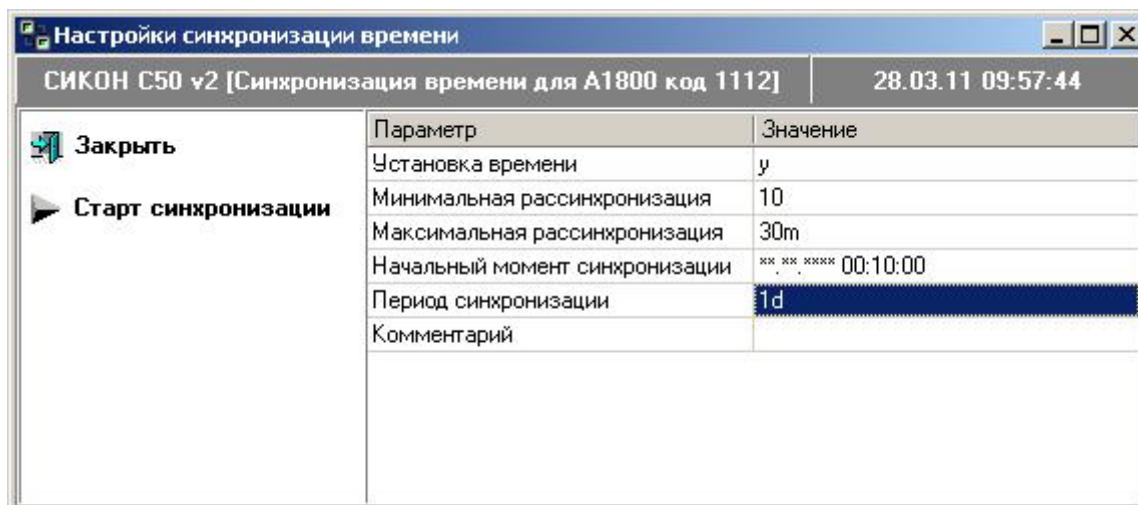 Настройки синхронизации времени
СИКОН С50 v2 [Синхронизация времени для А1800 код 1112] 28.03.11 09:57:44
Закрыть
Старт синхронизации
Параметр Значение
Установка времени y
Минимальная рассинхронизация 10
Максимальная рассинхронизация 30m
Начальный момент синхронизации **.**.**** 00:10:00
Период синхронизации 1d
Комментарий